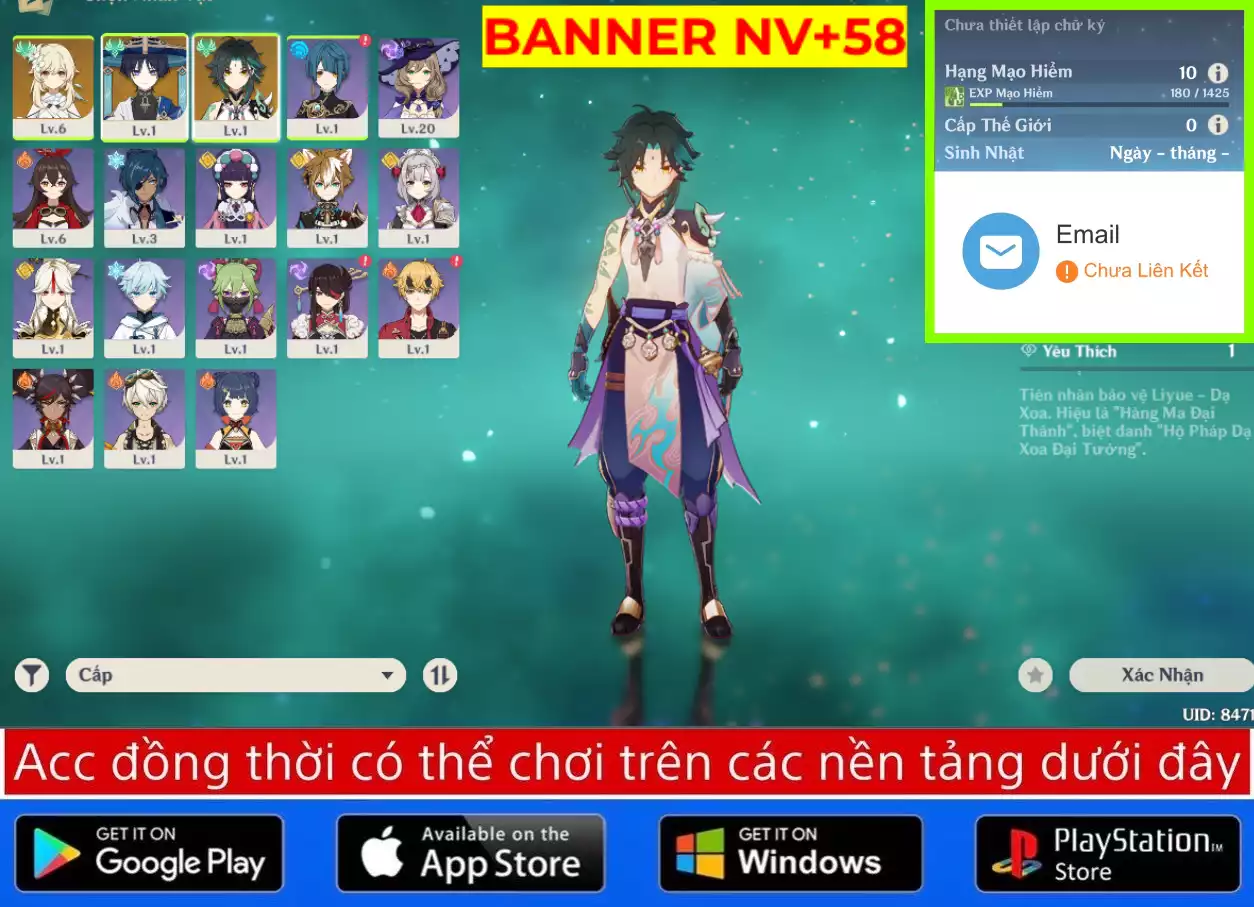 BANNER NV+58
Chưa thiết lập chữ ký
Hạng Mạo Hiểm 10
EXP Mạo Hiểm 180 / 1425
Cấp Thế Giới 0
Sinh Nhật Ngày - tháng -
Email
Chưa Liên Kết
Lv.6 Lv.1 Lv.1 Lv.1 Lv.20
Lv.6 Lv.3 Lv.1 Lv.1 Lv.1
Lv.1 Lv.1 Lv.1 Lv.1 Lv.1
Lv.1 Lv.1 Lv.1
Yêu Thích 1
Tiên nhân bảo vệ Liyue - Dạ
Xoa. Hiệu là "Hàng Ma Đại
Thánh", biệt danh "Hộ Pháp Dạ
Xoa Đại Tướng".
Cấp
Xác Nhận
UID: 8471
Acc đồng thời có thể chơi trên các nền tảng dưới đây
GET IT ON
Google Play
Available on the
App Store
GET IT ON
Windows
PlayStation™
Store